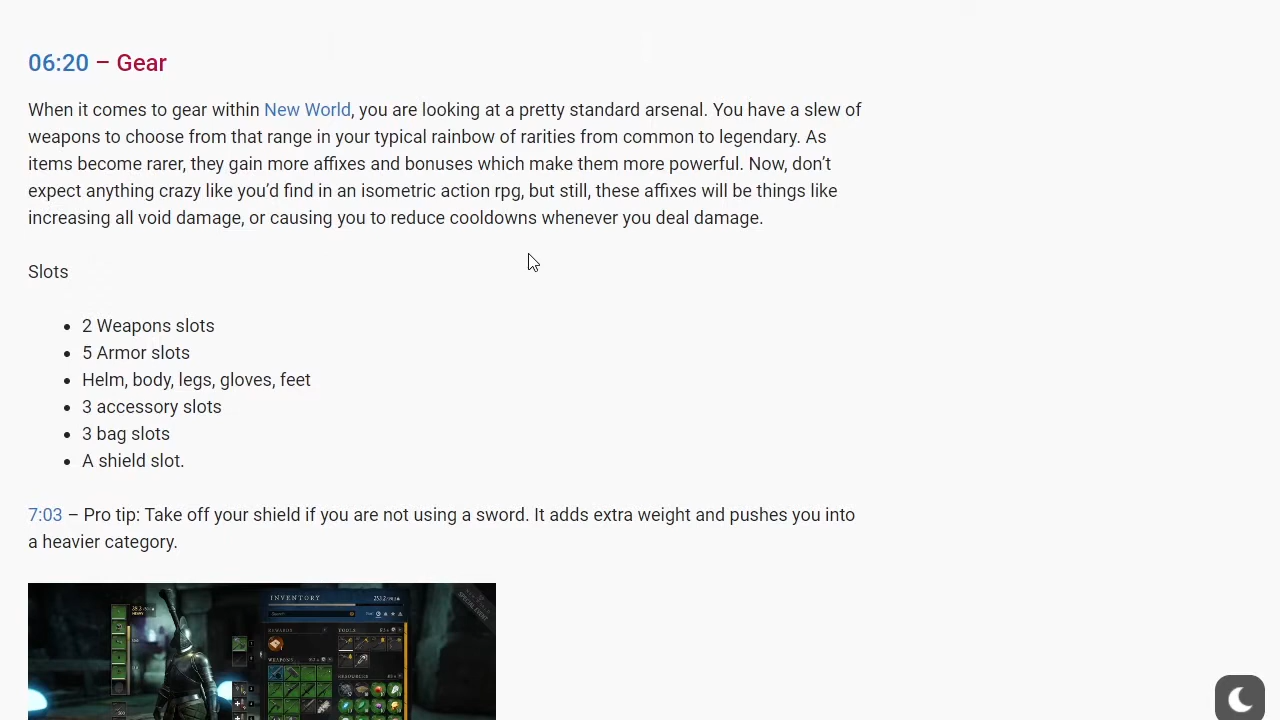 06:20 – Gear
When it comes to gear within New World, you are looking at a pretty standard arsenal. You have a slew of
weapons to choose from that range in your typical rainbow of rarities from common to legendary. As
items become rarer, they gain more affixes and bonuses which make them more powerful. Now, don’t
expect anything crazy like you’d find in an isometric action rpg, but still, these affixes will be things like
increasing all void damage, or causing you to reduce cooldowns whenever you deal damage.
Slots
• 2 Weapons slots
• 5 Armor slots
• Helm, body, legs, gloves, feet
• 3 accessory slots
• 3 bag slots
• A shield slot.
7:03 – Pro tip: Take off your shield if you are not using a sword. It adds extra weight and pushes you into
a heavier category.
INVENTORY
WEAPONS